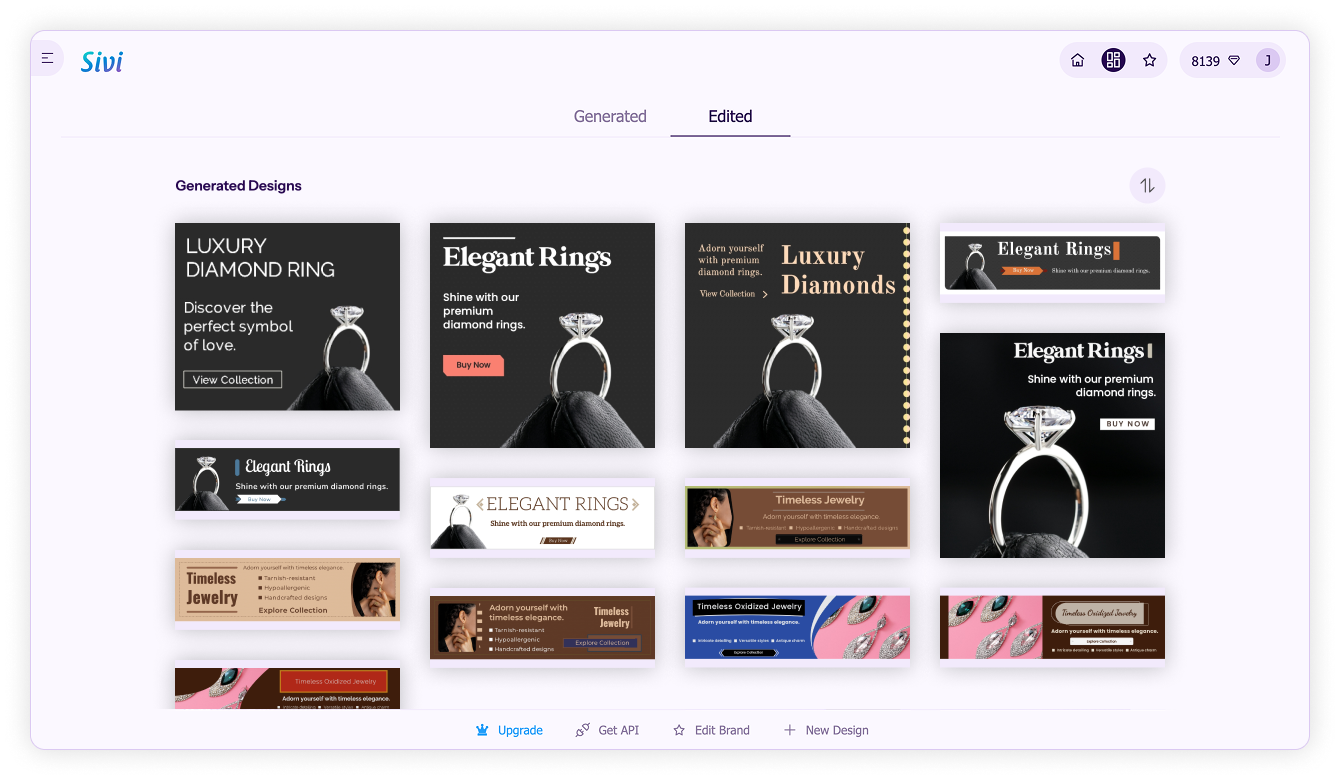 Sivi
8139
J
Generated
Edited
Generated Designs
LUXURY
DIAMOND RING
Discover the
perfect symbol
of love.
View Collection
Elegant Rings
Shine with our
premium
diamond rings.
Buy Now
Adorn yourself
with premium
diamond rings.
View Collection
Luxury
Diamonds
Elegant Rings
Buy Now
Shine with our premium diamond rings.
Elegant Rings
Shine with our premium
diamond rings.
BUY NOW
Elegant Rings
Shine with our premium diamond rings.
Buy Now
ELEGANT RINGS
Shine with our premium diamond rings.
Buy Now
Timeless Jewelry
Adorn yourself with timeless elegance.
Tarnish-resistant Hypoallergenic Handcrafted designs
Explore Collection
Timeless
Jewelry
Adorn yourself with timeless elegance.
Tarnish-resistant
Hypoallergenic
Handcrafted designs
Explore Collection
Adorn yourself with
timeless elegance.
Tarnish-resistant
Hypoallergenic
Handcrafted designs
Timeless
Jewelry
Explore Collection
Timeless Oxidized Jewelry
Adorn yourself with timeless elegance.
Intricate detailing Versatile styles Antique charm
Explore Collection
Timeless Oxidized Jewelry
Adorn yourself with timeless elegance.
Explore Collection
Intricate detailing Versatile styles Antique charm
Timeless Oxidized Jewelry
Adorn yourself with timeless elegance.
Intricate detailing Versatile styles Antique charm
Upgrade
Get API
Edit Brand
New Design